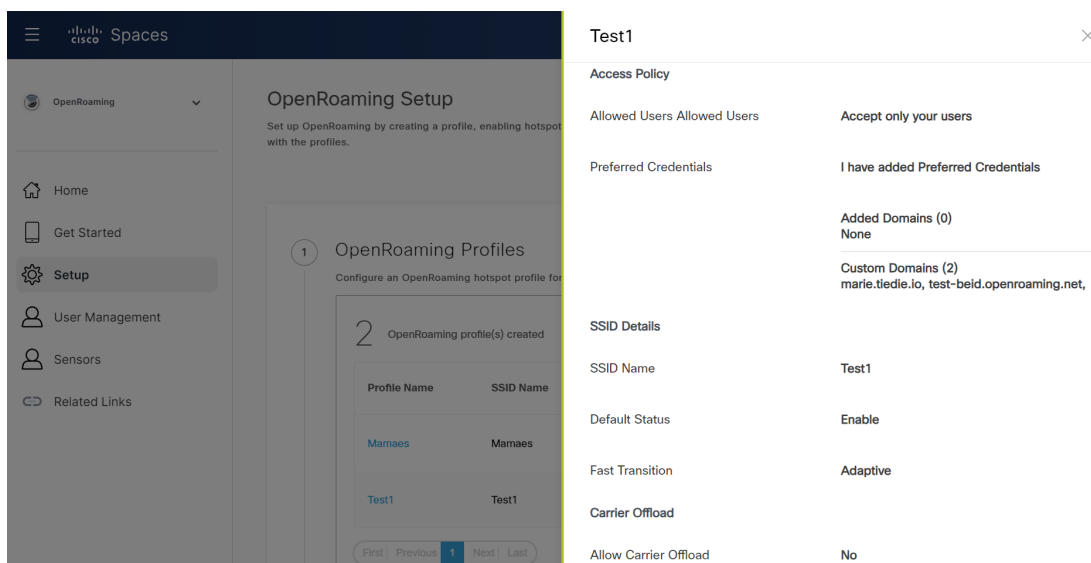 cisco Spaces
OpenRoaming
Home
Get Started
Setup
User Management
Sensors
Related Links
OpenRoaming Setup
Set up OpenRoaming by creating a profile, enabling hotspot
with the profiles.
1
OpenRoaming Profiles
Configure an OpenRoaming hotspot profile for
2 OpenRoaming profile(s) created
Profile Name SSID Name
Mamaes Mamaes
Test1 Test1
First Previous 1 Next Last
Test1
Access Policy
Allowed Users Allowed Users Accept only your users
Preferred Credentials I have added Preferred Credentials
Added Domains (0)
None
Custom Domains (2)
marie.tiedie.io, test-beid.openroaming.net,
SSID Details
SSID Name Test1
Default Status Enable
Fast Transition Adaptive
Carrier Offload
Allow Carrier Offload No